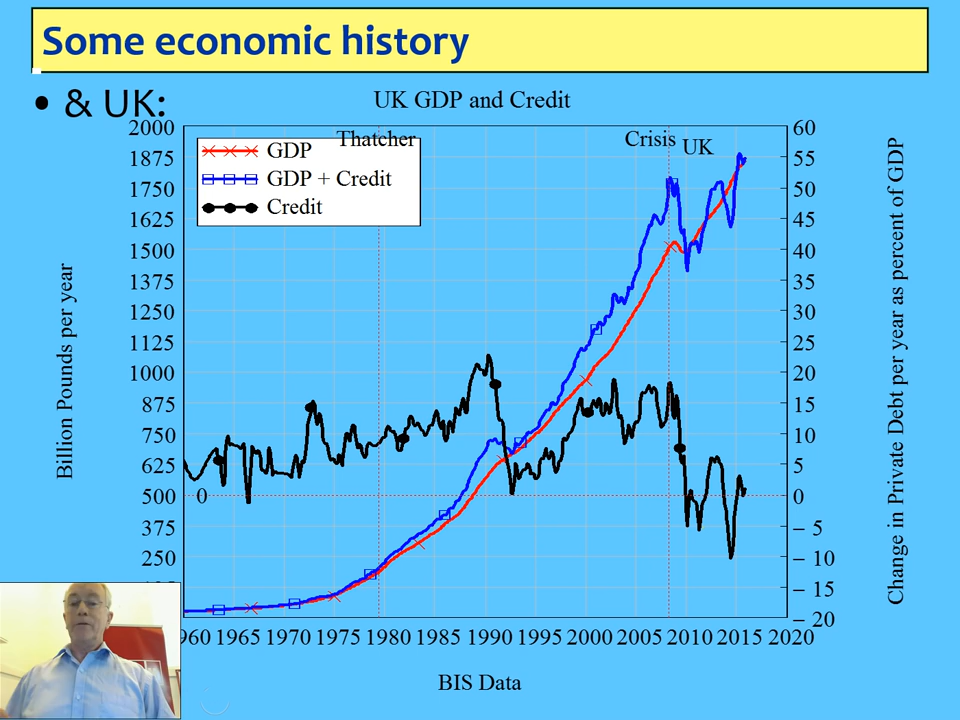 Some economic history
• & UK:
UK GDP and Credit
Thatcher
Crisis
UK
GDP
GDP + Credit
Credit
Billion Pounds per year
2000
1875
1750
1625
1500
1375
1250
1125
1000
875
750
625
500
375
250
0
60
55
50
45
40
35
30
25
20
15
10
5
0
– 5
– 10
– 15
– 20
Change in Private Debt per year as percent of GDP
960 1965 1970 1975 1980 1985 1990 1995 2000 2005 2010 2015 2020
BIS Data